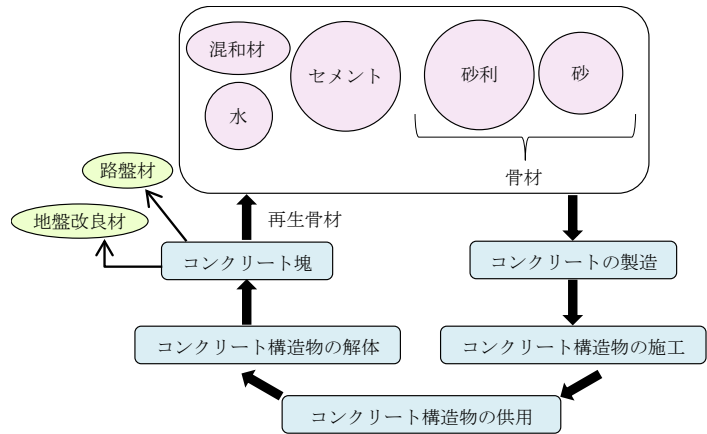 混和材
セメント
砂利
砂
水
骨材
路盤材
地盤改良材
再生骨材
コンクリート塊
コンクリートの製造
コンクリート構造物の解体
コンクリート構造物の施工
コンクリート構造物の供用